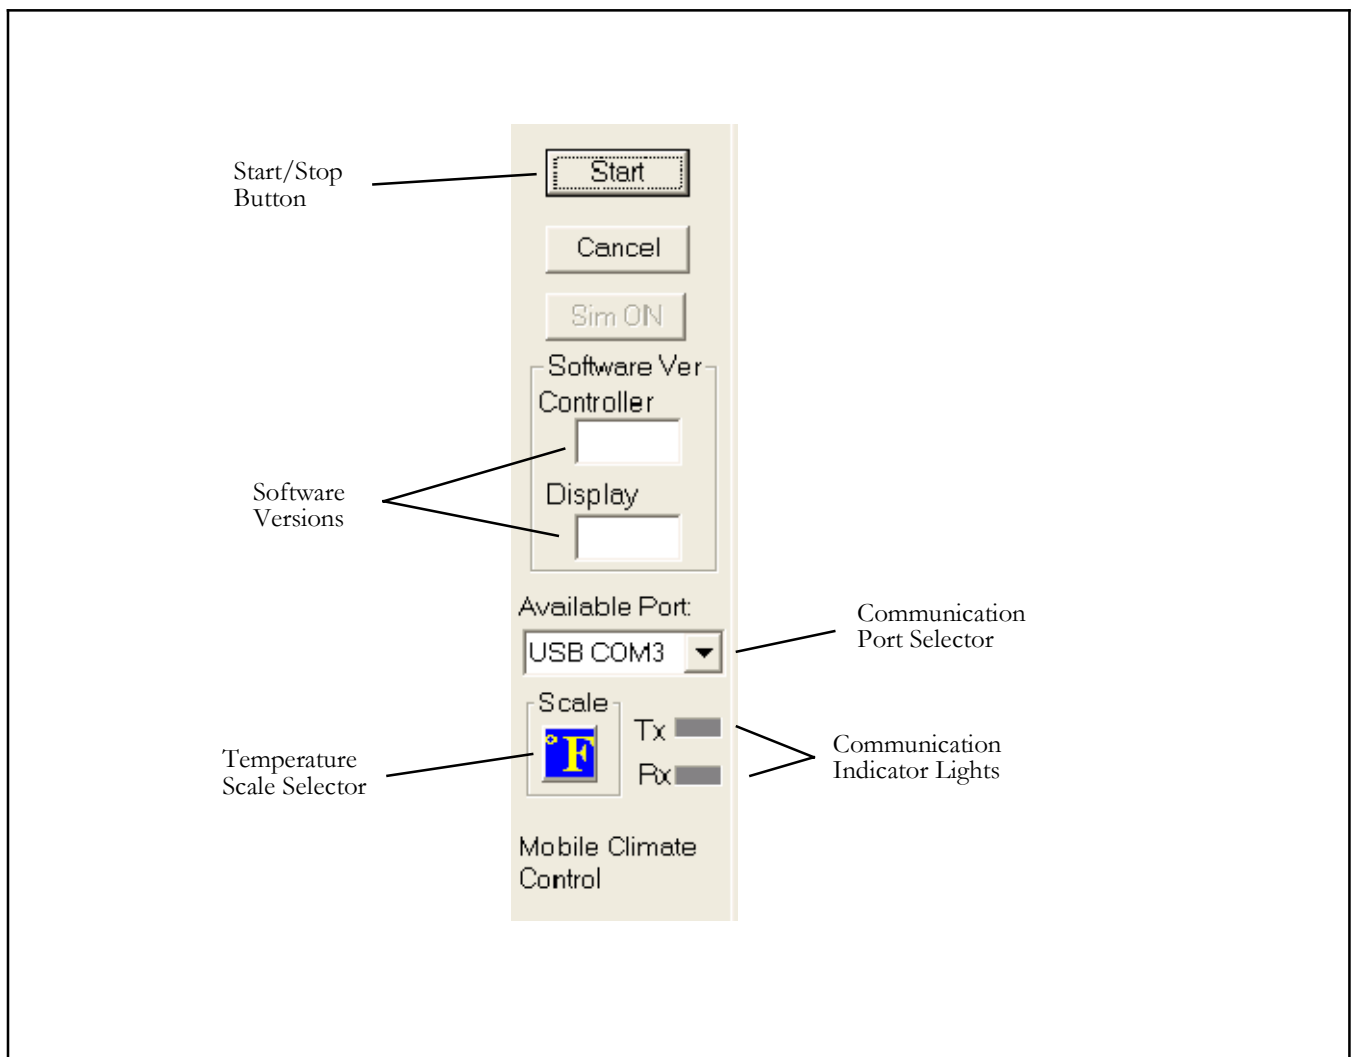 Start/Stop
Button
Start
Cancel
Sim ON
Software Ver
Controller
Software
Versions
Display
Available Port:
USB COM3
Communication
Port Selector
Scale
°F
Tx
Rx
Temperature
Scale Selector
Communication
Indicator Lights
Mobile Climate
Control